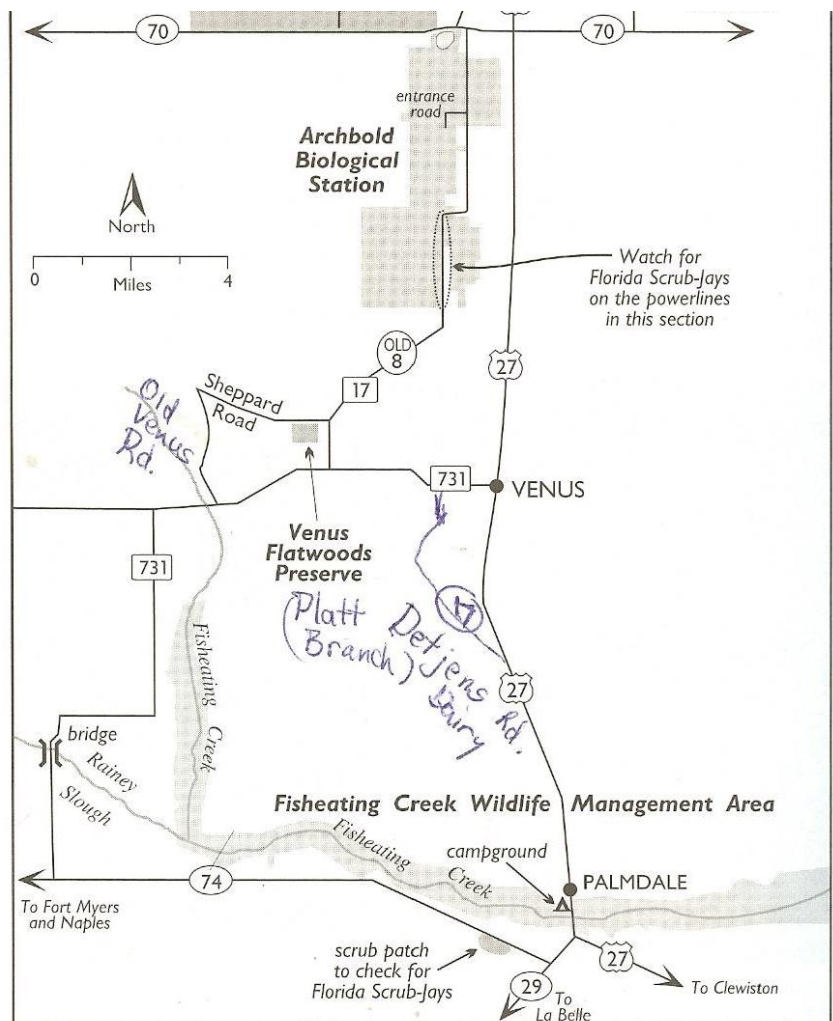 70
27
70
entrance
road
Archbold
Biological
Station
North
0
4
Miles
Watch for
Florida Scrub-Jays
on the powerlines
in this section
OLD
8
27
17
Sheppard
Road
Old
Venus
Rd.
731
VENUS
Venus
Flatwoods
Preserve
731
(Platt
Branch)
17
Detjens Rd.
Dairy
27
Fisheating
Creek
bridge
Rainey
Slough
Fisheating Creek Wildlife Management Area
Fisheating
Creek
campground
PALMDALE
74
To Fort Myers
and Naples
scrub patch
to check for
Florida Scrub-Jays
27
To Clewiston
29
To
La Belle